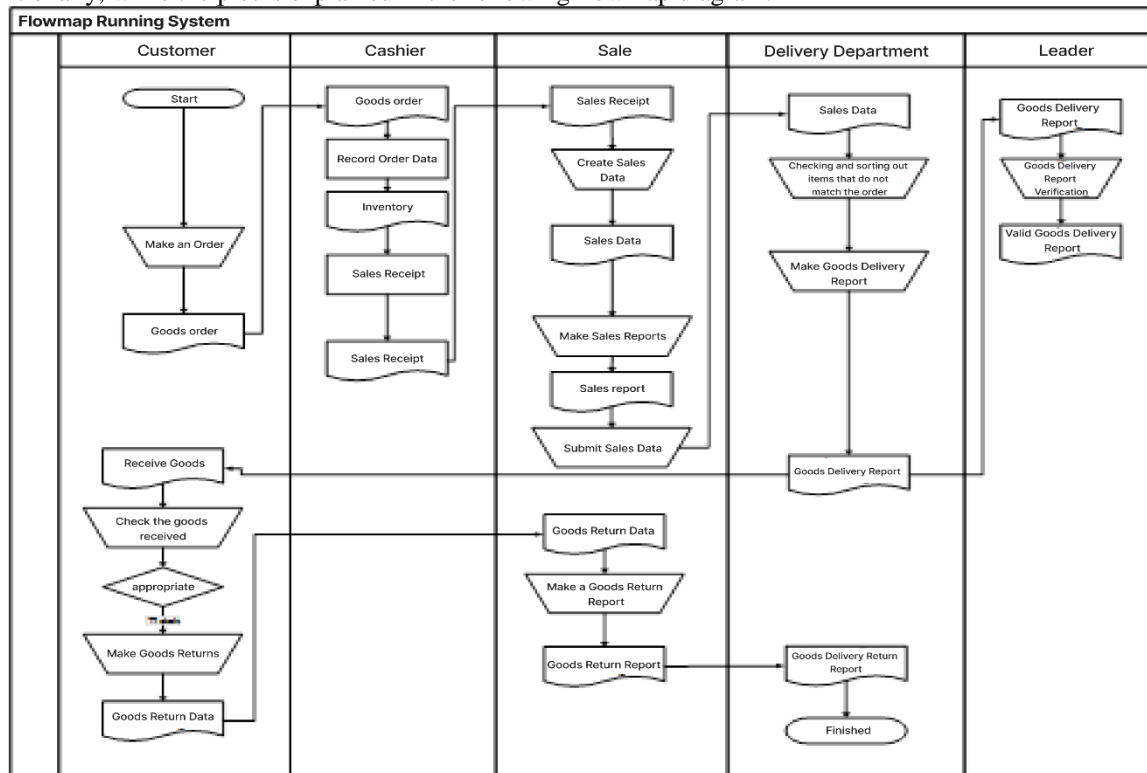 Flowmap Running System
Customer
Cashier
Sale
Delivery Department
Leader
Start
Make an Order
Goods order
Receive Goods
Check the goods
received
appropriate
Make Goods Returns
Goods Return Data
Goods order
Record Order Data
Inventory
Sales Receipt
Sales Receipt
Sales Receipt
Create Sales
Data
Sales Data
Make Sales Reports
Sales report
Submit Sales Data
Goods Return Data
Make a Goods Return
Report
Goods Return Report
Sales Data
Checking and sorting out
items that do not
match the order
Make Goods Delivery
Report
Goods Delivery Report
Goods Delivery Return
Report
Finished
Goods Delivery
Report
Goods Delivery
Report
Verification
Valid Goods Delivery
Report